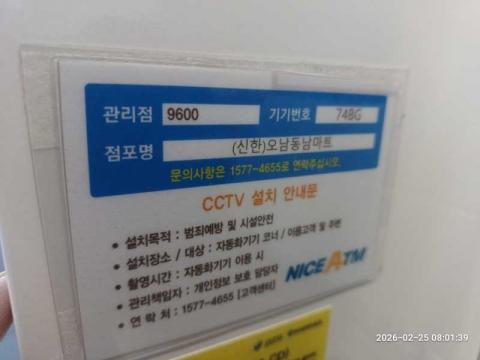 관리점 9600 기기번호 748G
점포명 (신한)오남동남마트
문의사항은 1577-4655로 연락주십시오.
CCTV 설치 안내문
• 설치목적 : 범죄예방 및 시설안전
• 설치장소 / 대상 : 자동화기기 코너 / 이용고객 및 주변
• 촬영시간 : 자동화기기 이용 시
• 관리책임자 : 개인정보 보호 담당자
• 연 락 처 : 1577-4655 [고객센터]
NICE ATM
2026-02-25 08:01:39